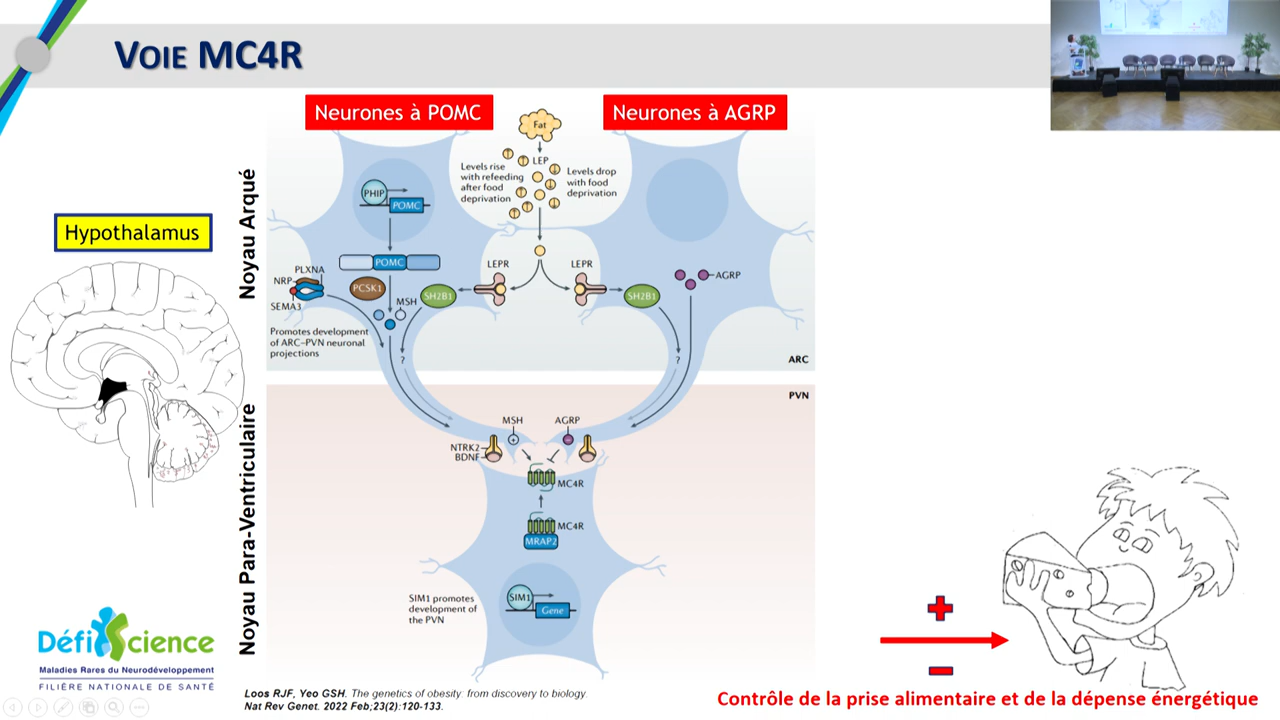 VOIE MC4R
Neurones à POMC
Neurones à AGRP
Hypothalamus
Noyau Arqué
Noyau Para-Ventriculaire
Fat
LEP
Levels rise
with refeeding
after food
deprivation
Levels drop
with food
deprivation
PHIP
POMC
POMC
PLXNA
NRP
SEMA3
PCSK1
MSH
SH2B1
LEPR
LEPR
SH2B1
AGRP
Promotes development
of ARC–PVN neuronal
projections
?
?
ARC
PVN
MSH
AGRP
NTRK2
BDNF
MC4R
MC4R
MRAP2
SIM1 promotes
development of
the PVN
SIM1
Gene
DéfiScience
Maladies Rares du Neurodéveloppement
FILIÈRE NATIONALE DE SANTÉ
Loos RJF, Yeo GSH. The genetics of obesity: from discovery to biology.
Nat Rev Genet. 2022 Feb;23(2):120-133.
Contrôle de la prise alimentaire et de la dépense énergétique